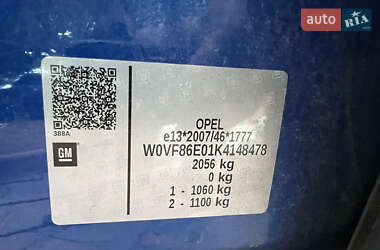 auto RIA
388A
GM
OPEL
e13*2007/46*1777
W0VF86E01K4148478
2056 kg
0 kg
1 - 1060 kg
2 - 1100 kg